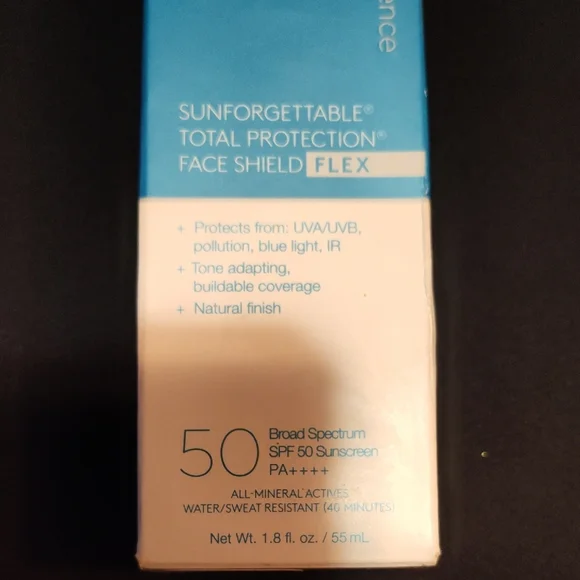 ence
SUNFORGETTABLE®
TOTAL PROTECTION®
FACE SHIELD FLEX
+ Protects from: UVA/UVB,
pollution, blue light, IR
+ Tone adapting,
buildable coverage
+ Natural finish
50
Broad Spectrum
SPF 50 Sunscreen
PA++++
ALL-MINERAL ACTIVES
WATER/SWEAT RESISTANT (40 MINUTES)
Net Wt. 1.8 fl. oz. / 55 mL